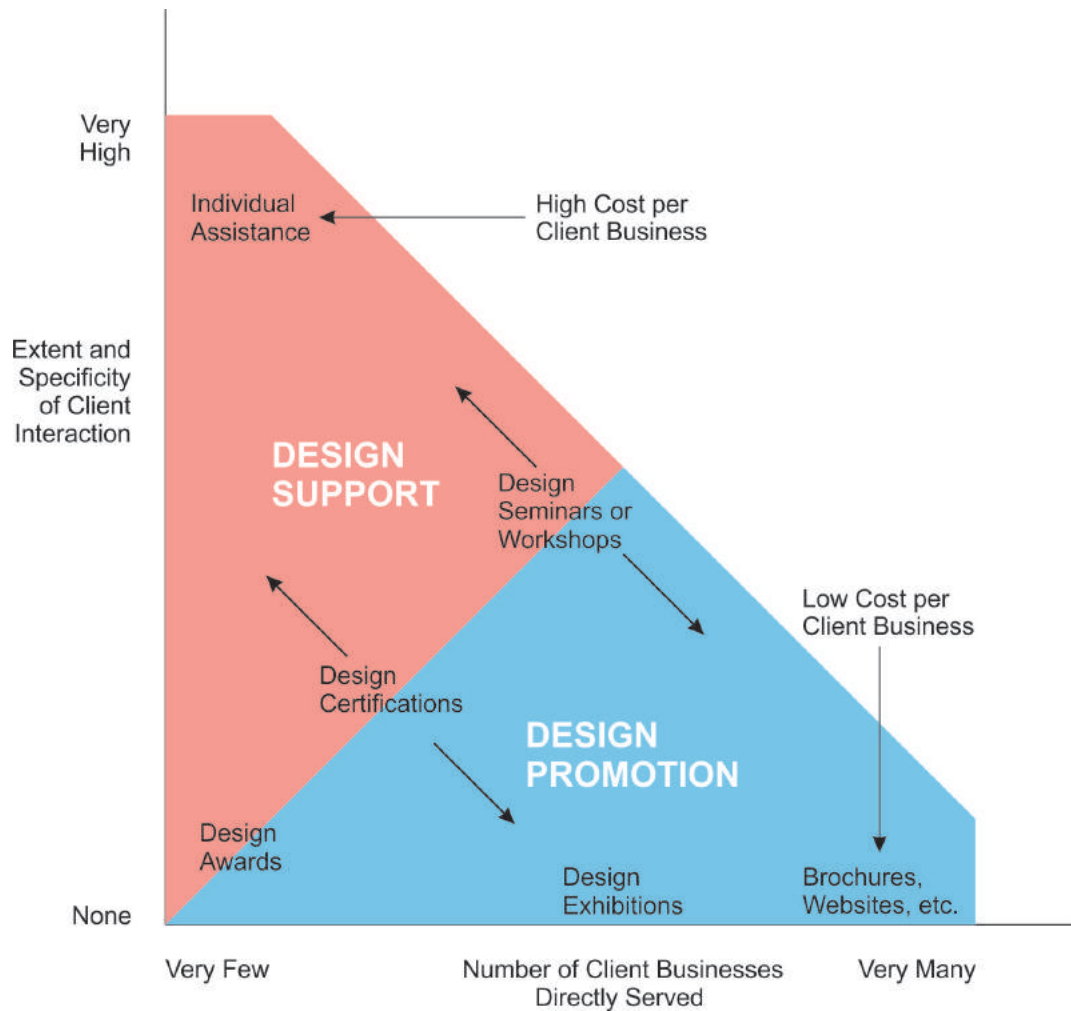 Very
High
Individual
Assistance
High Cost per
Client Business
Extent and
Specificity
of Client
Interaction
DESIGN
SUPPORT
Design
Seminars or
Workshops
Low Cost per
Client Business
Design
Certifications
DESIGN
PROMOTION
Design
Awards
Design
Exhibitions
Brochures,
Websites, etc.
None
Very Few
Number of Client Businesses
Directly Served
Very Many